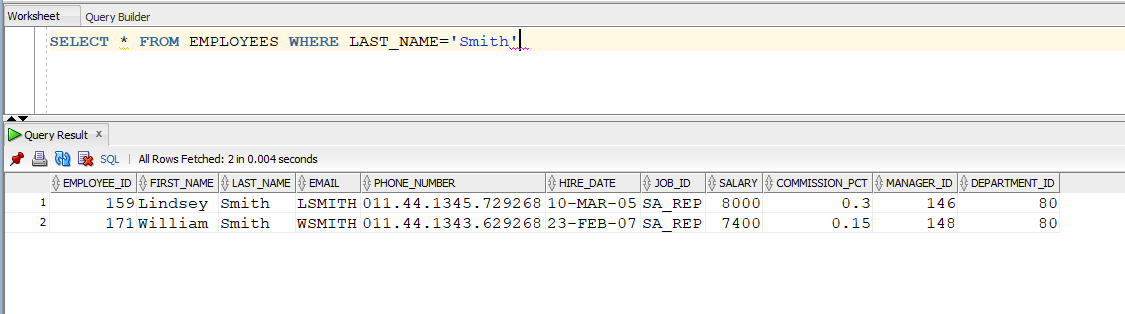 Worksheet Query Builder
SELECT * FROM EMPLOYEES WHERE LAST_NAME='Smith'
Query Result x
SQL | All Rows Fetched: 2 in 0.004 seconds
EMPLOYEE_ID FIRST_NAME LAST_NAME EMAIL PHONE_NUMBER HIRE_DATE JOB_ID SALARY COMMISSION_PCT MANAGER_ID DEPARTMENT_ID
1 159 Lindsey Smith LSMITH 011.44.1345.729268 10-MAR-05 SA_REP 8000 0.3 146 80
2 171 William Smith WSMITH 011.44.1343.629268 23-FEB-07 SA_REP 7400 0.15 148 80